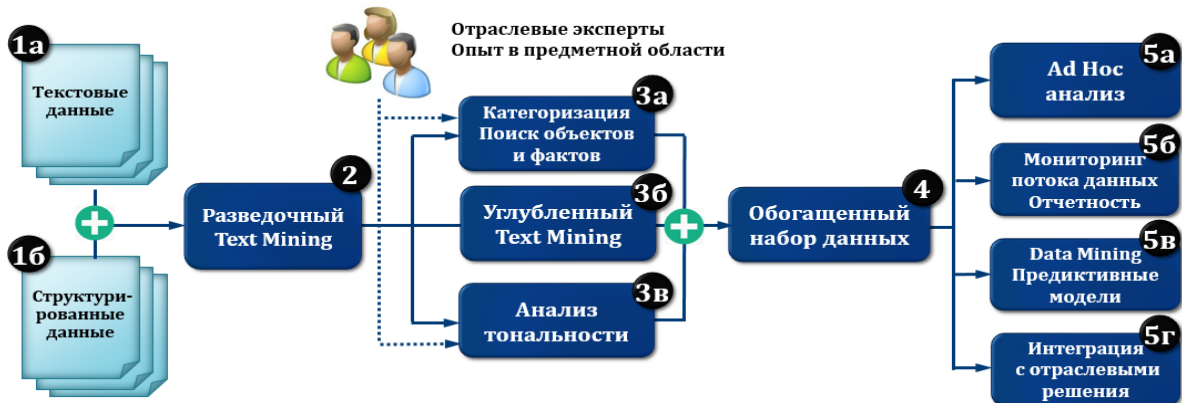 1а
Текстовые
данные
1б
Структури-
рованные
данные
2
Разведочный
Text Mining
Отраслевые эксперты
Опыт в предметной области
3а
Категоризация
Поиск объектов
и фактов
3б
Углубленный
Text Mining
3в
Анализ
тональности
4
Обогащенный
набор данных
5а
Ad Hoc
анализ
5б
Мониторинг
потока данных
Отчетность
5в
Data Mining
Предиктивные
модели
5г
Интеграция
с отраслевыми
решения